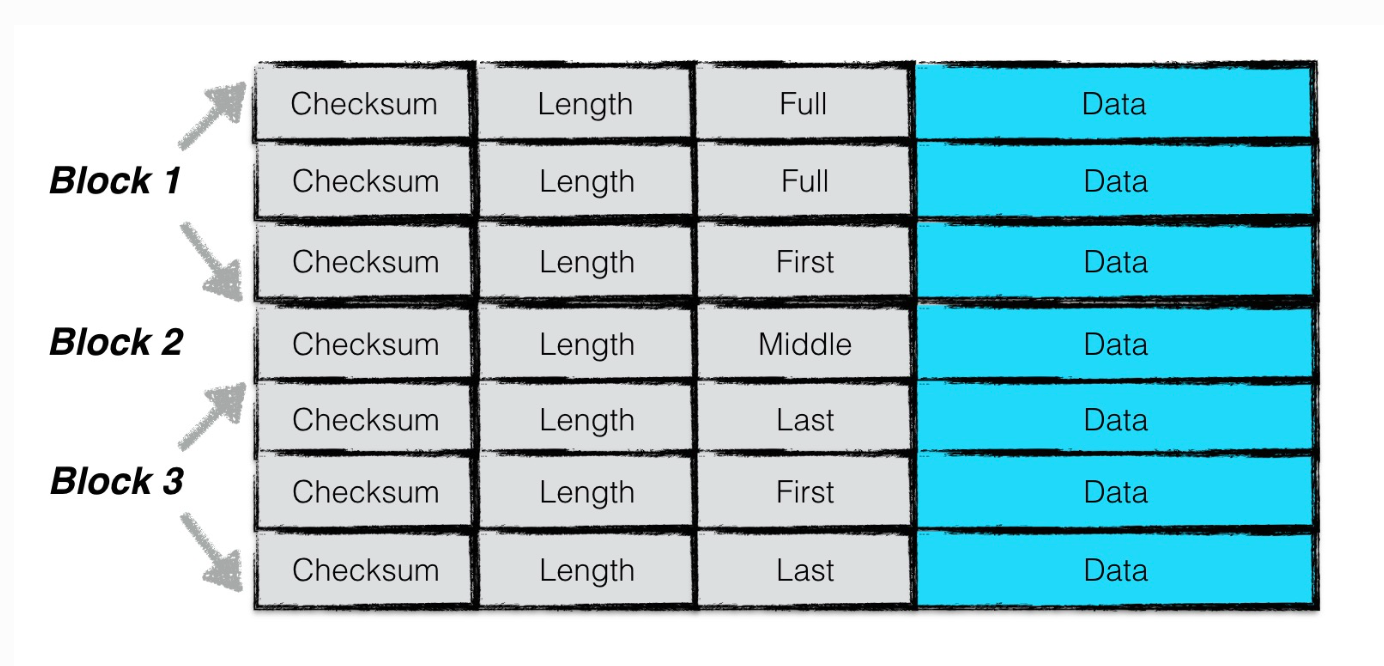 Checksum Length Full Data
Block 1
Checksum Length Full Data
Checksum Length First Data
Block 2
Checksum Length Middle Data
Checksum Length Last Data
Block 3
Checksum Length First Data
Checksum Length Last Data